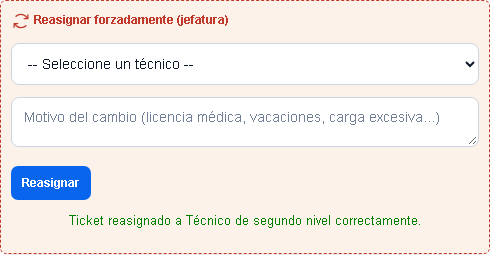 Reasignar forzadamente (jefatura)
-- Seleccione un técnico --
Motivo del cambio (licencia médica, vacaciones, carga excesiva...)
Reasignar
Ticket reasignado a Técnico de segundo nivel correctamente.